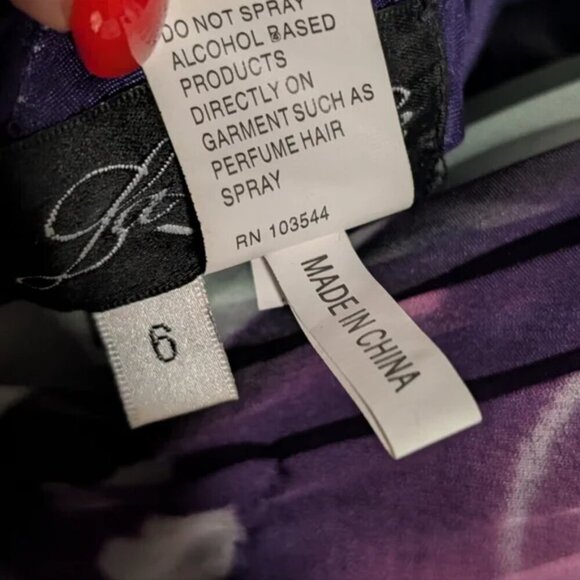 DO NOT SPRAY
ALCOHOL BASED
PRODUCTS
DIRECTLY ON
GARMENT SUCH AS
PERFUME HAIR
SPRAY
RN 103544
MADE IN CHINA
6